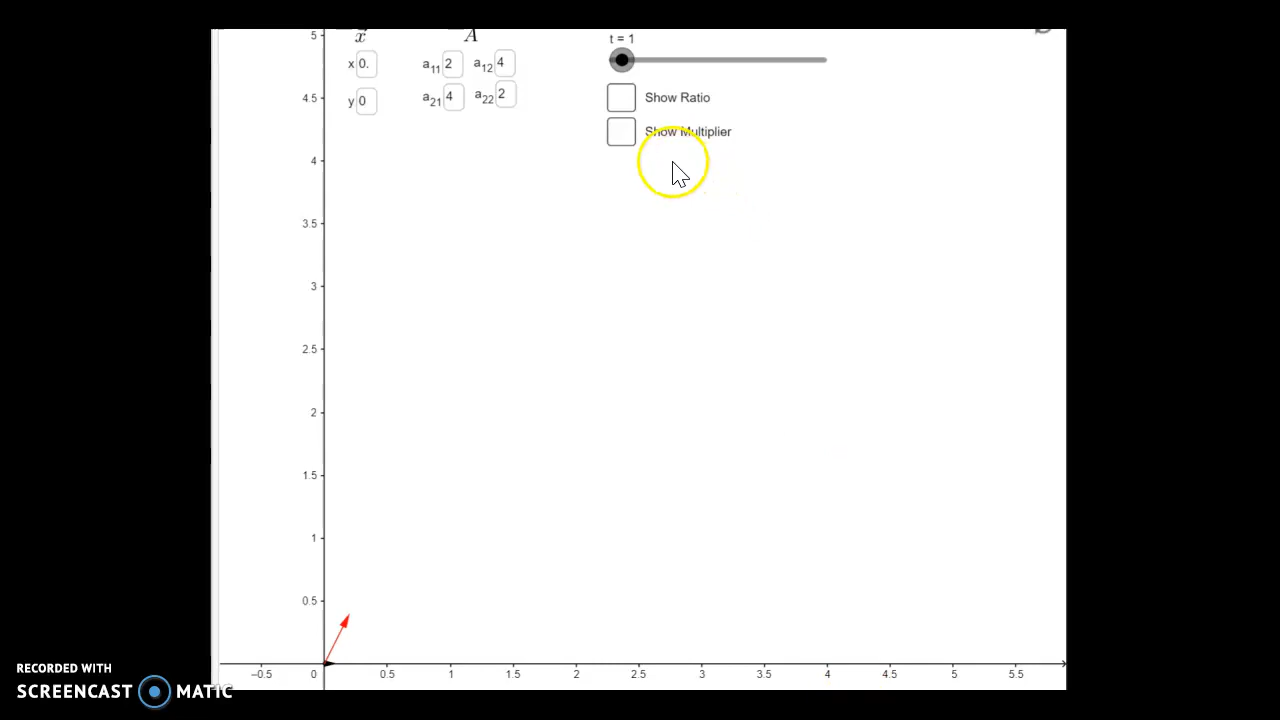 5 x A t = 1
x 0. a11 2 a12 4
4.5 y 0 a21 4 a22 2 Show Ratio
Show Multiplier
4
3.5
3
2.5
2
1.5
1
0.5
–0.5 0 0.5 1 1.5 2 2.5 3 3.5 4 4.5 5 5.5
RECORDED WITH
SCREENCAST MATIC